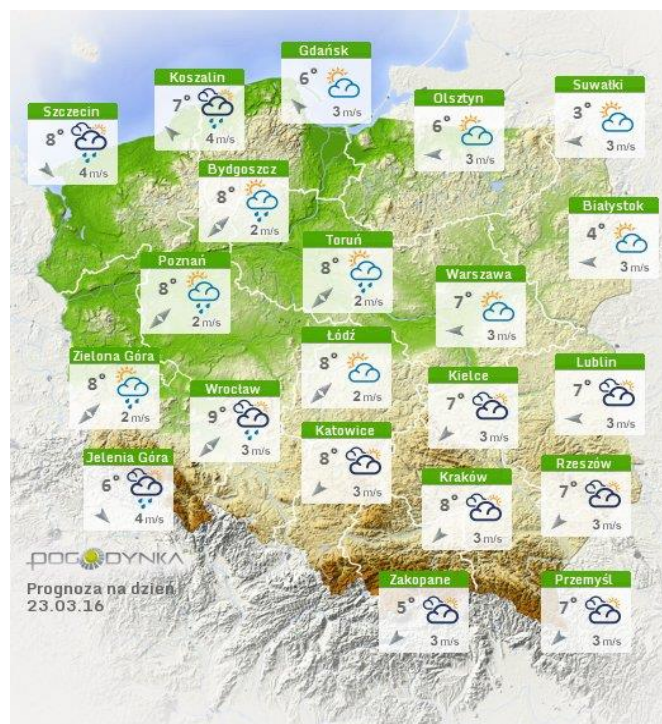 Gdańsk
6°
3 m/s
Koszalin
7°
4 m/s
Suwałki
3°
3 m/s
Olsztyn
6°
3 m/s
Szczecin
8°
4 m/s
Bydgoszcz
8°
2 m/s
Białystok
4°
3 m/s
Toruń
8°
2 m/s
Poznań
8°
2 m/s
Warszawa
7°
3 m/s
Łódź
8°
2 m/s
Zielona Góra
8°
2 m/s
Lublin
7°
3 m/s
Kielce
7°
3 m/s
Wrocław
9°
3 m/s
Katowice
8°
3 m/s
Jelenia Góra
6°
4 m/s
Rzeszów
7°
3 m/s
Kraków
8°
3 m/s
POGODYNKA
Prognoza na dzień
23.03.16
Zakopane
5°
3 m/s
Przemyśl
7°
3 m/s